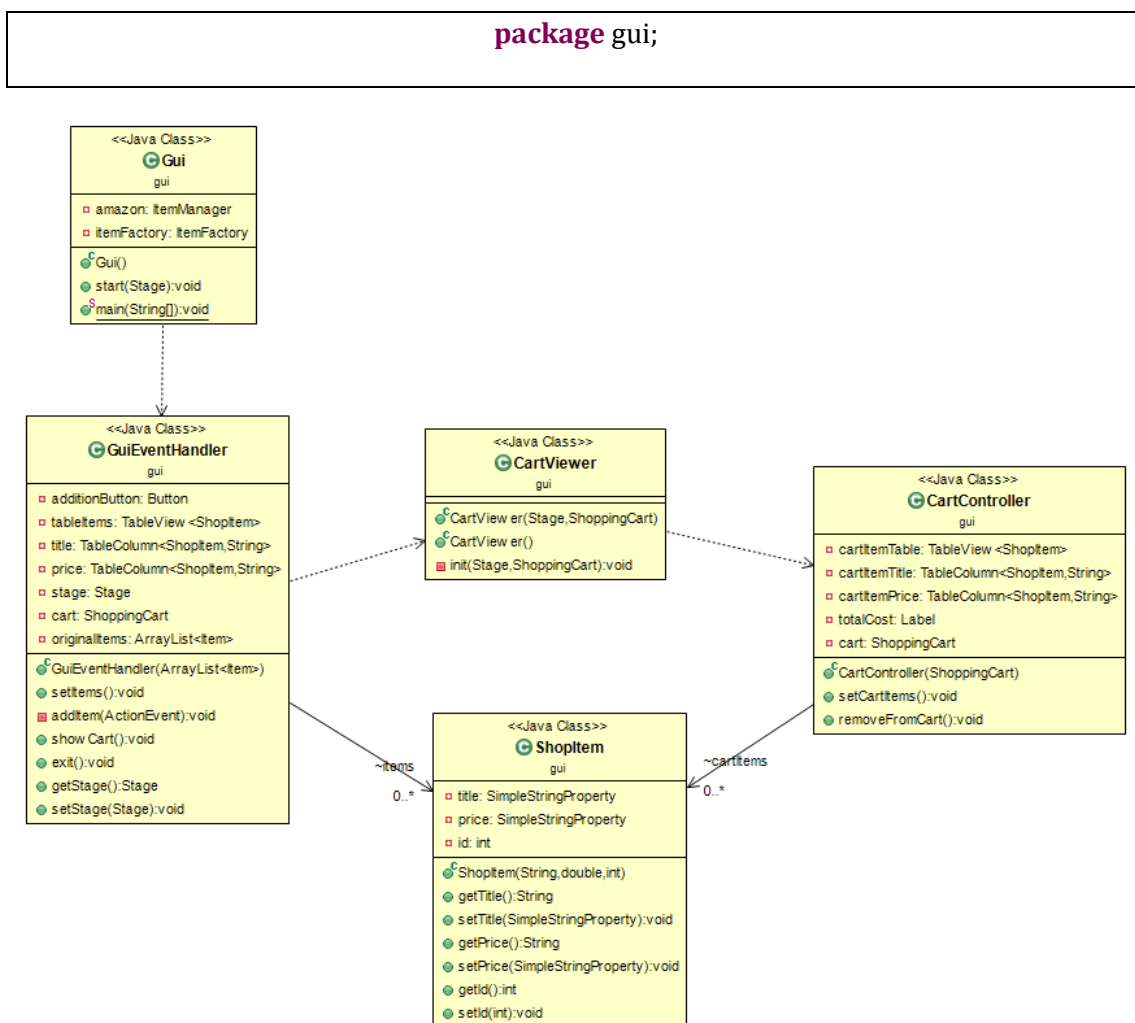 package gui;
<<Java Class>>
Gui
gui
amazon: ItemManager
itemFactory: ItemFactory
Gui()
start(Stage):void
main(String[]):void
<<Java Class>>
GuiEventHandler
gui
additionButton: Button
tableItems: TableView <ShopItem>
title: TableColumn<ShopItem,String>
price: TableColumn<ShopItem,String>
stage: Stage
cart: ShoppingCart
originalItems: ArrayList<Item>
GuiEventHandler(ArrayList<Item>)
setItems():void
addItem(ActionEvent):void
show Cart():void
exit():void
getStage():Stage
setStage(Stage):void
<<Java Class>>
CartViewer
gui
CartView er(Stage,ShoppingCart)
CartView er()
init(Stage,ShoppingCart):void
<<Java Class>>
CartController
gui
cartItemTable: TableView <ShopItem>
cartItemTitle: TableColumn<ShopItem,String>
cartItemPrice: TableColumn<ShopItem,String>
totalCost: Label
cart: ShoppingCart
CartController(ShoppingCart)
setCartItems():void
removeFromCart():void
~items
0..*
~cartItems
0..*
<<Java Class>>
ShopItem
gui
title: SimpleStringProperty
price: SimpleStringProperty
id: int
ShopItem(String,double,int)
getTitle():String
setTitle(SimpleStringProperty):void
getPrice():String
setPrice(SimpleStringProperty):void
getId():int
setId(int):void